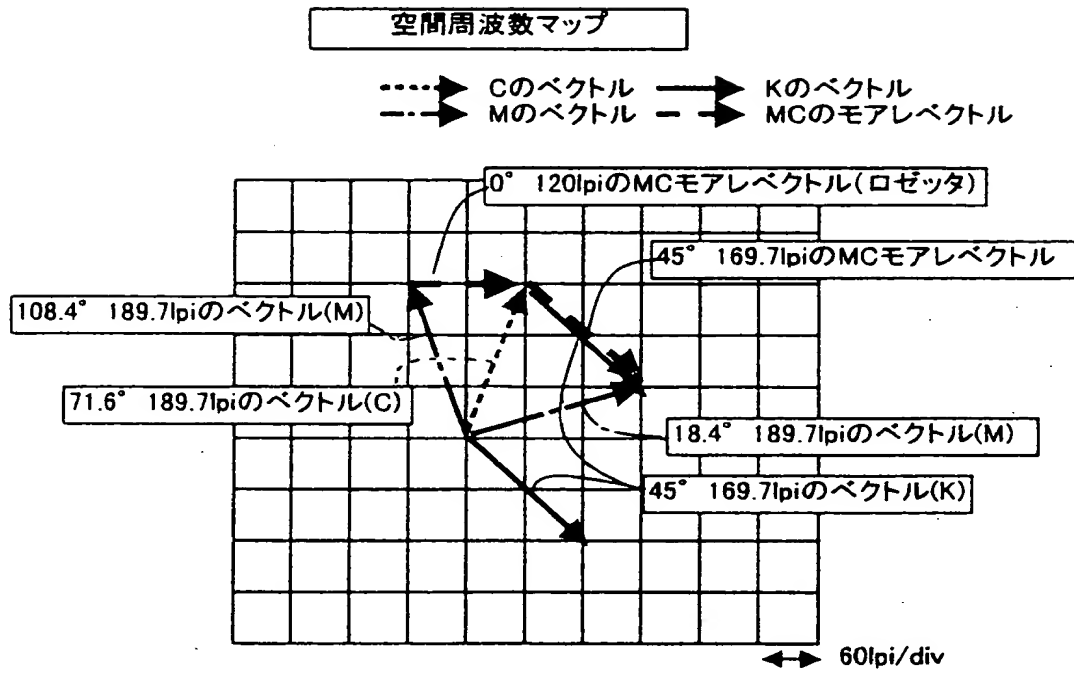 空間周波数マップ
Cのベクトル Kのベクトル
Mのベクトル MCのモアレベクトル
0° 120lpiのMCモアレベクトル(ロゼッタ)
45° 169.7lpiのMCモアレベクトル
108.4° 189.7lpiのベクトル(M)
71.6° 189.7lpiのベクトル(C)
18.4° 189.7lpiのベクトル(M)
45° 169.7lpiのベクトル(K)
60lpi/div